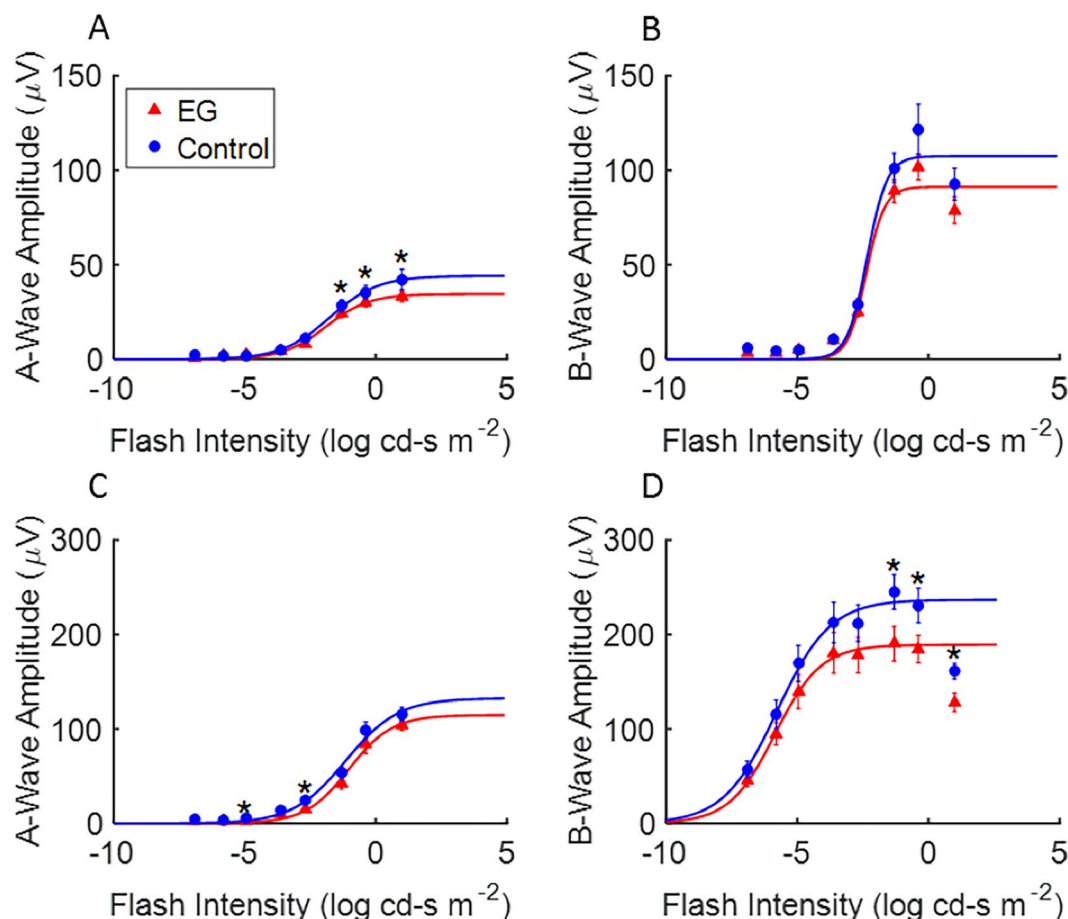 A
A-Wave Amplitude (μV)
150
100
50
0
EG
Control
* * *
-10 -5 0 5
Flash Intensity (log cd-s m⁻²)
B
B-Wave Amplitude (μV)
150
100
50
0
-10 -5 0 5
Flash Intensity (log cd-s m⁻²)
C
A-Wave Amplitude (μV)
300
200
100
0
* *
-10 -5 0 5
Flash Intensity (log cd-s m⁻²)
D
B-Wave Amplitude (μV)
300
200
100
0
* * *
-10 -5 0 5
Flash Intensity (log cd-s m⁻²)